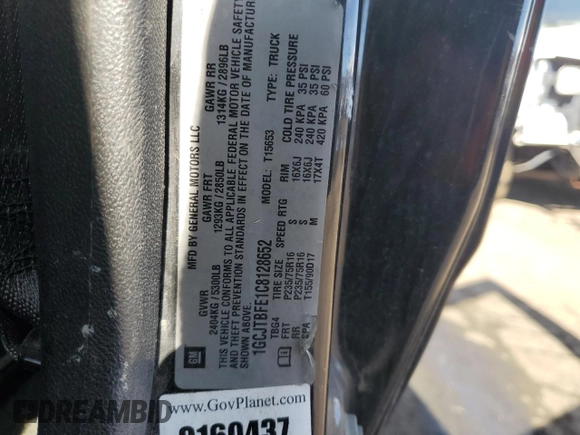 MFD BY GENERAL MOTORS LLC
GVWR GAWR FRT GAWR RR
2404KG / 5300LB 1293KG / 2850LB 1314KG / 2896LB
THIS VEHICLE CONFORMS TO ALL APPLICABLE FEDERAL MOTOR VEHICLE SAFETY
AND THEFT PREVENTION STANDARDS IN EFFECT ON THE DATE OF MANUFACTURE
SHOWN ABOVE.
1GCJTBFE1C8128652 MODEL: T15653 TYPE: TRUCK
TIRE SIZE SPEED RTG RIM COLD TIRE PRESSURE
TBG4
FRT P235/75R16 S 16X6J 240 KPA 35 PSI
RR P235/75R16 S 16X6J 240 KPA 35 PSI
SPA T155/90D17 M 17X4T 420 KPA 60 PSI
GM
www.GovPlanet.com
9160437
DREAMBID